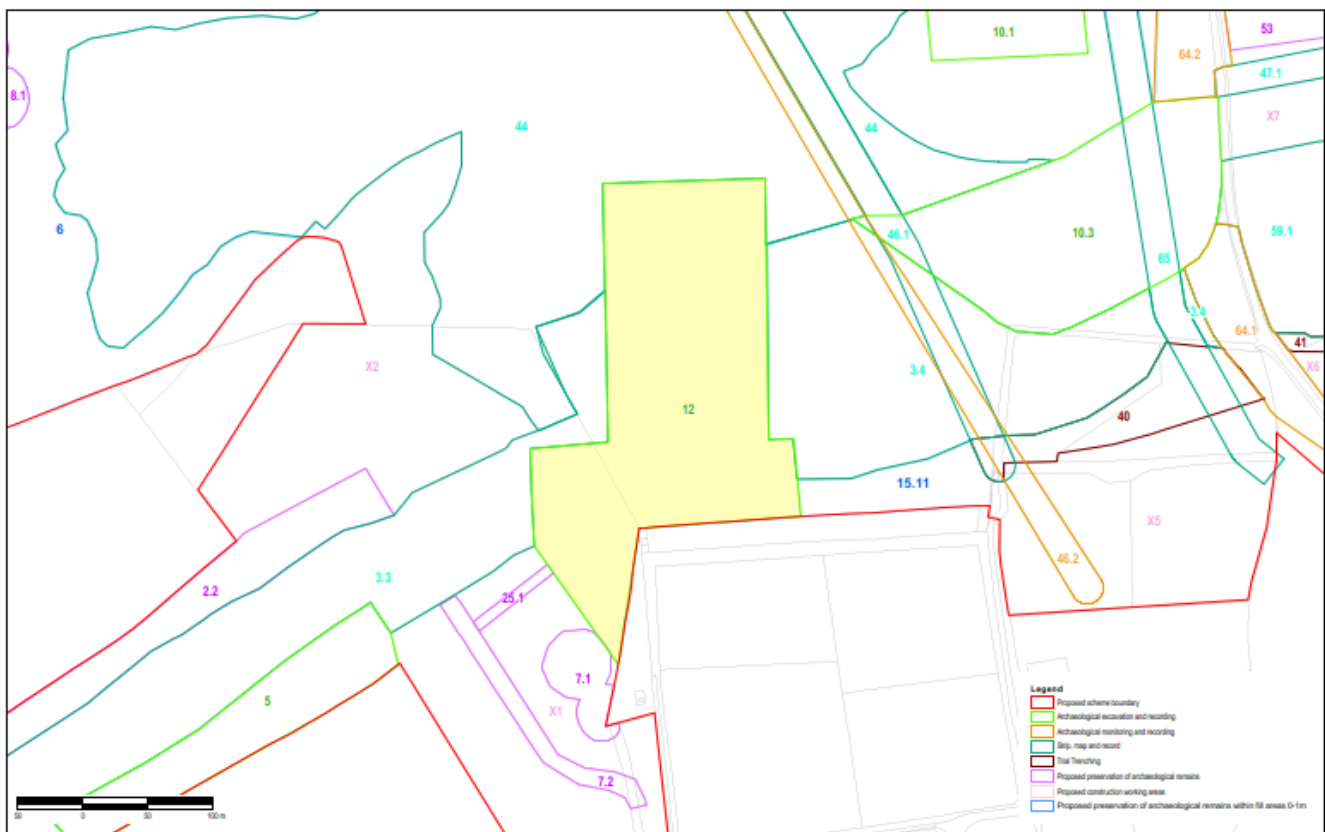 10.1
53
64.2
47.1
8.1
44
44
X7
6
46.1
10.3
59.1
65
3.4
64.1
41
X6
X2
3.4
12
40
15.11
X5
46.2
3.3
2.2
25.1
7.1
5
X1
7.2
Legend
Proposed scheme boundary
Archaeological excavation and recording
Archaeological monitoring and recording
Strip, map and record
Trial Trenching
Proposed preservation of archaeological remains
Proposed construction working areas
Proposed preservation of archaeological remains within fill areas 0-1m
50 0 50 100 m